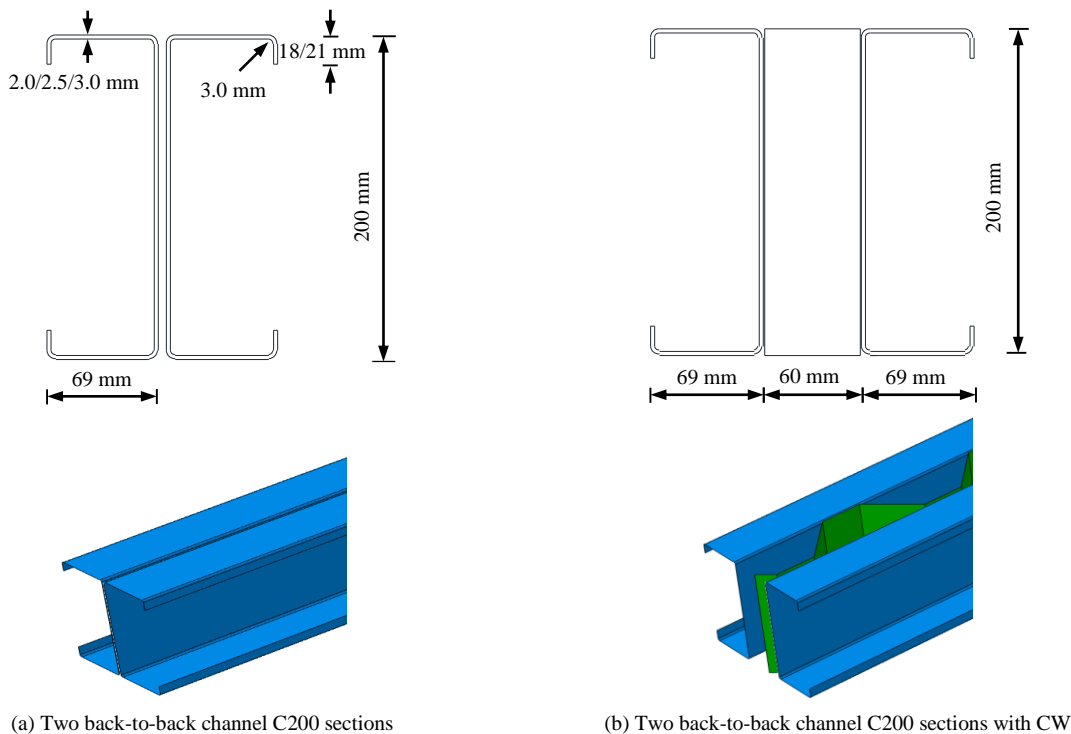 18/21 mm
2.0/2.5/3.0 mm
3.0 mm
200 mm
69 mm
200 mm
69 mm
60 mm
69 mm
(a) Two back-to-back channel C200 sections
(b) Two back-to-back channel C200 sections with CW